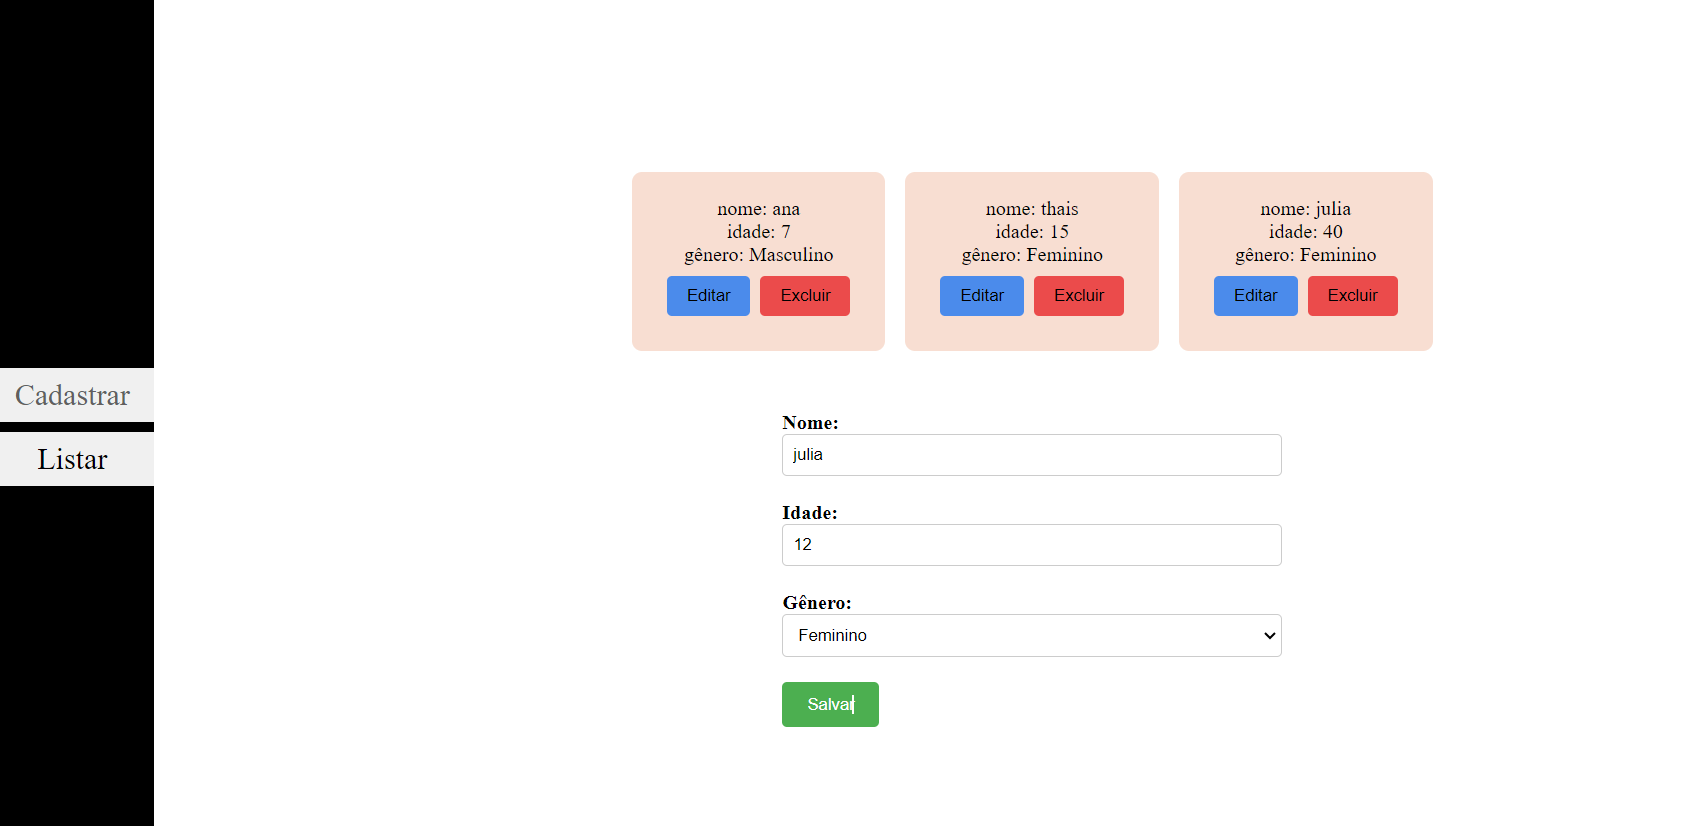 Cadastrar
Listar
nome: ana
idade: 7
gênero: Masculino
Editar Excluir
nome: thais
idade: 15
gênero: Feminino
Editar Excluir
nome: julia
idade: 40
gênero: Feminino
Editar Excluir
Nome:
julia
Idade:
12
Gênero:
Feminino
Salvar